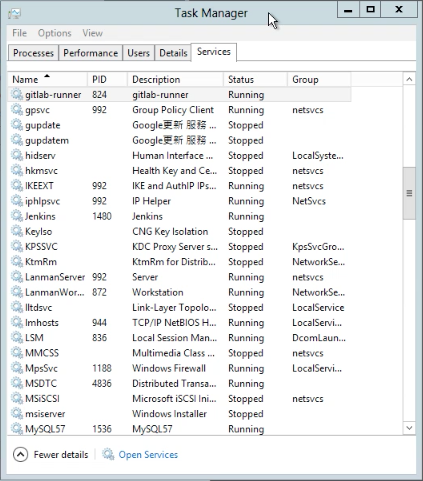 Task Manager
File Options View
Processes Performance Users Details Services
Name PID Description Status Group
gitlab-runner 824 gitlab-runner Running
gpsvc 992 Group Policy Client Running netsvcs
gupdate Google更新 服務 ... Stopped
gupdatem Google更新 服務 ... Stopped
hidserv Human Interface ... Stopped LocalSyste...
hkmsvc Health Key and Ce... Stopped netsvcs
IKEEXT 992 IKE and AuthIP IPs... Running netsvcs
iphlpsvc 992 IP Helper Running NetSvcs
Jenkins 1480 Jenkins Running
KeyIso CNG Key Isolation Stopped
KPSSVC KDC Proxy Server s... Stopped KpsSvcGro...
KtmRm KtmRm for Distrib... Stopped NetworkSe...
LanmanServer 992 Server Running netsvcs
LanmanWor... 872 Workstation Running NetworkSe...
lltdsvc Link-Layer Topolo... Stopped LocalService
lmhosts 944 TCP/IP NetBIOS H... Running LocalServi...
LSM 836 Local Session Man... Running DcomLaun...
MMCSS Multimedia Class ... Stopped netsvcs
MpsSvc 1188 Windows Firewall Running LocalServi...
MSDTC 4836 Distributed Transa... Running
MSiSCSI Microsoft iSCSI Ini... Stopped netsvcs
msiserver Windows Installer Stopped
MySQL57 1536 MySQL57 Running
Fewer details Open Services